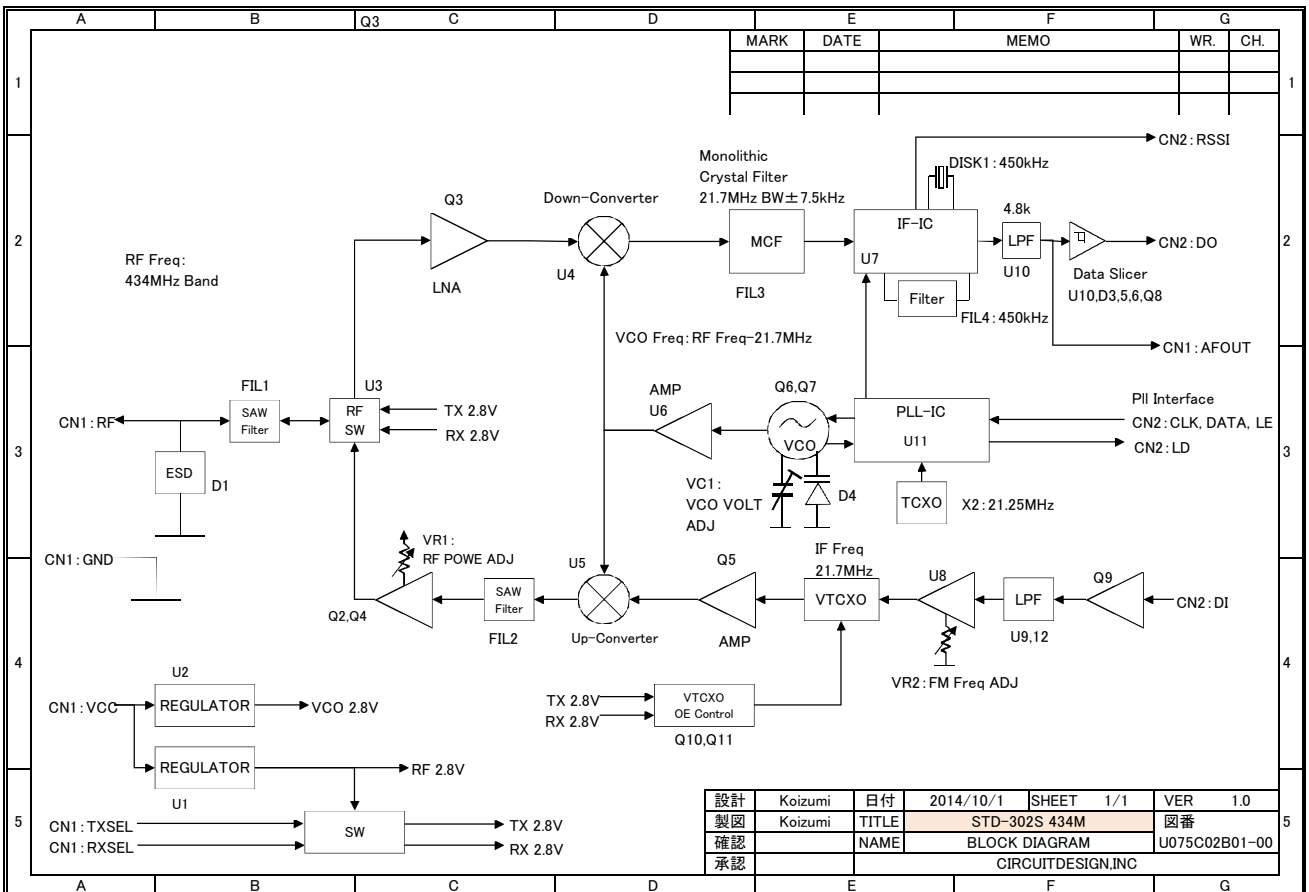 A B Q3 C D E F G
MARK DATE MEMO WR. CH.
1 1
CN2:RSSI
Monolithic
Crystal Filter
21.7MHz BW±7.5kHz
DISK1:450kHz
Q3
Down-Converter
IF-IC
4.8k
2 2
MCF
LPF
CN2:DO
RF Freq:
434MHz Band
U4
U7
U10
Data Slicer
U10,D3,5,6,Q8
LNA
FIL3
Filter
FIL4:450kHz
VCO Freq:RF Freq-21.7MHz
CN1:AFOUT
FIL1
U3
AMP
U6
Q6,Q7
PLL-IC
U11
Pll Interface
CN2:CLK, DATA, LE
CN2:LD
CN1:RF
SAW
Filter
RF
SW
TX 2.8V
RX 2.8V
VCO
3 3
ESD
D1
VC1:
VCO VOLT
ADJ
D4
TCXO
X2:21.25MHz
CN1:GND
VR1:
RF POWE ADJ
U5
Q5
IF Freq
21.7MHz
U8
Q9
SAW
Filter
VTCXO
LPF
CN2:DI
Q2,Q4
FIL2
Up-Converter
AMP
U9,12
4 4
VR2:FM Freq ADJ
U2
CN1:VCC
REGULATOR
VCO 2.8V
TX 2.8V
RX 2.8V
VTCXO
OE Control
Q10,Q11
REGULATOR
RF 2.8V
U1
5 5
CN1:TXSEL
CN1:RXSEL
SW
TX 2.8V
RX 2.8V
設計 Koizumi 日付 2014/10/1 SHEET 1/1 VER 1.0
製図 Koizumi TITLE STD-302S 434M 図番
確認 NAME BLOCK DIAGRAM U075C02B01-00
承認 CIRCUITDESIGN,INC
A B C D E F G